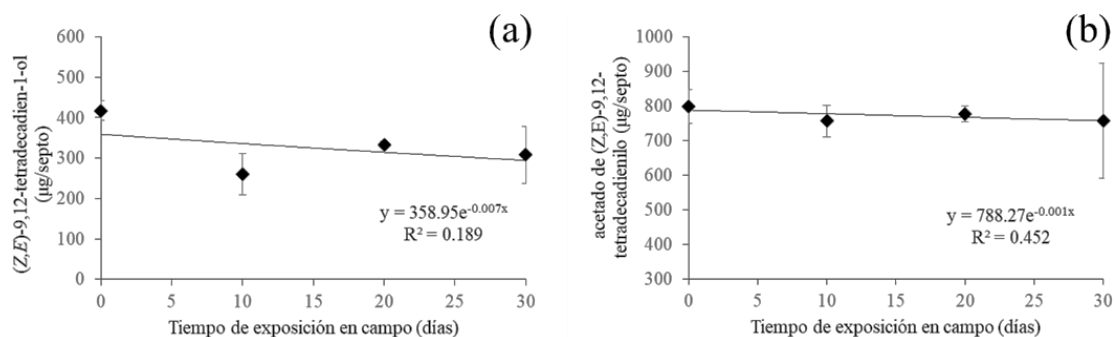 (a)
600
500
400
300
200
100
0
(Z,E)-9,12-tetradecadien-1-ol
(µg/septo)
y = 358.95e-0.007x
R² = 0.189
0 5 10 15 20 25 30
Tiempo de exposición en campo (días)
(b)
1000
900
800
700
600
500
400
300
acetado de (Z,E)-9,12-
tetradecadienilo (µg/septo)
y = 788.27e-0.001x
R² = 0.452
0 5 10 15 20 25 30
Tiempo de exposición en campo (días)